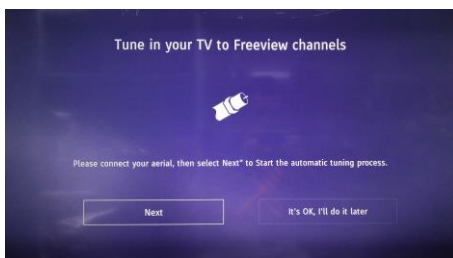 Tune in your TV to Freeview channels
Please connect your aerial, then select Next" to Start the automatic tuning process.
Next
It's OK, I'll do it later